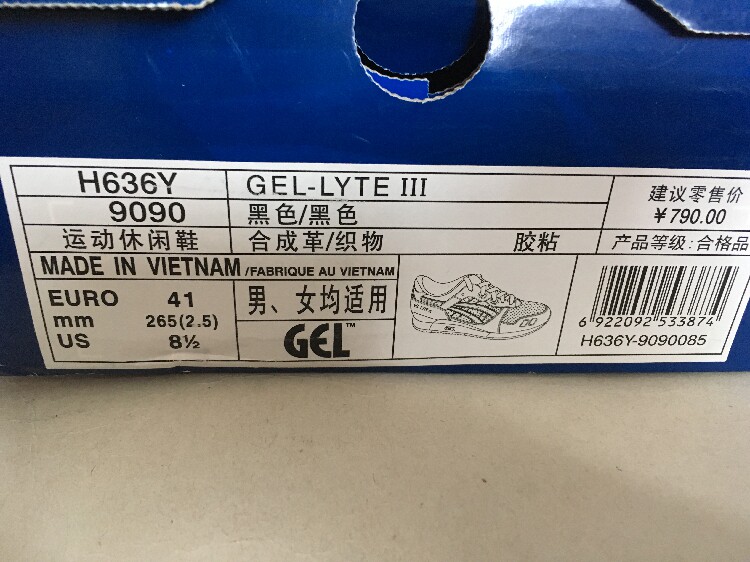 H636Y
GEL-LYTE III
建议零售价
¥790.00
9090
黑色/黑色
运动休闲鞋
合成革/织物
胶粘
产品等级:合格品
MADE IN VIETNAM/FABRIQUE AU VIETNAM
EURO 41
mm 265(2.5)
US 8½
男、女均适用
GEL™
6 922092 533874
H636Y-9090085